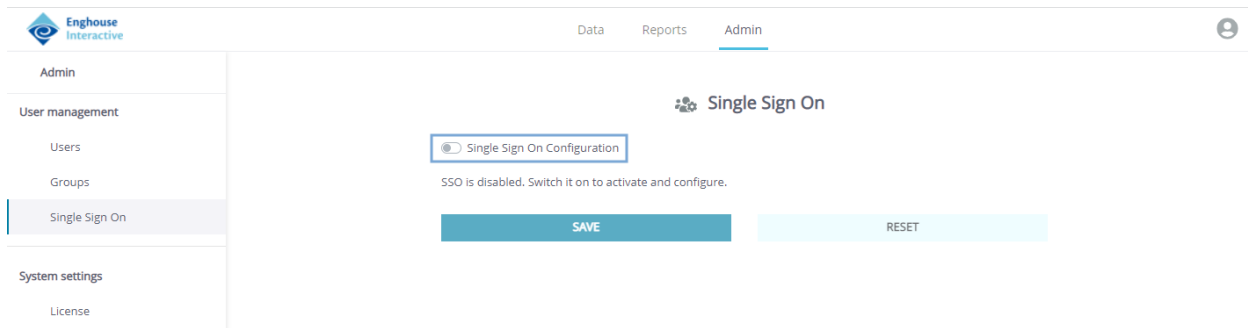 Enghouse
Interactive
Data Reports Admin
Admin
Single Sign On
User management
Single Sign On Configuration
Users
SSO is disabled. Switch it on to activate and configure.
Groups
Single Sign On
SAVE RESET
System settings
License